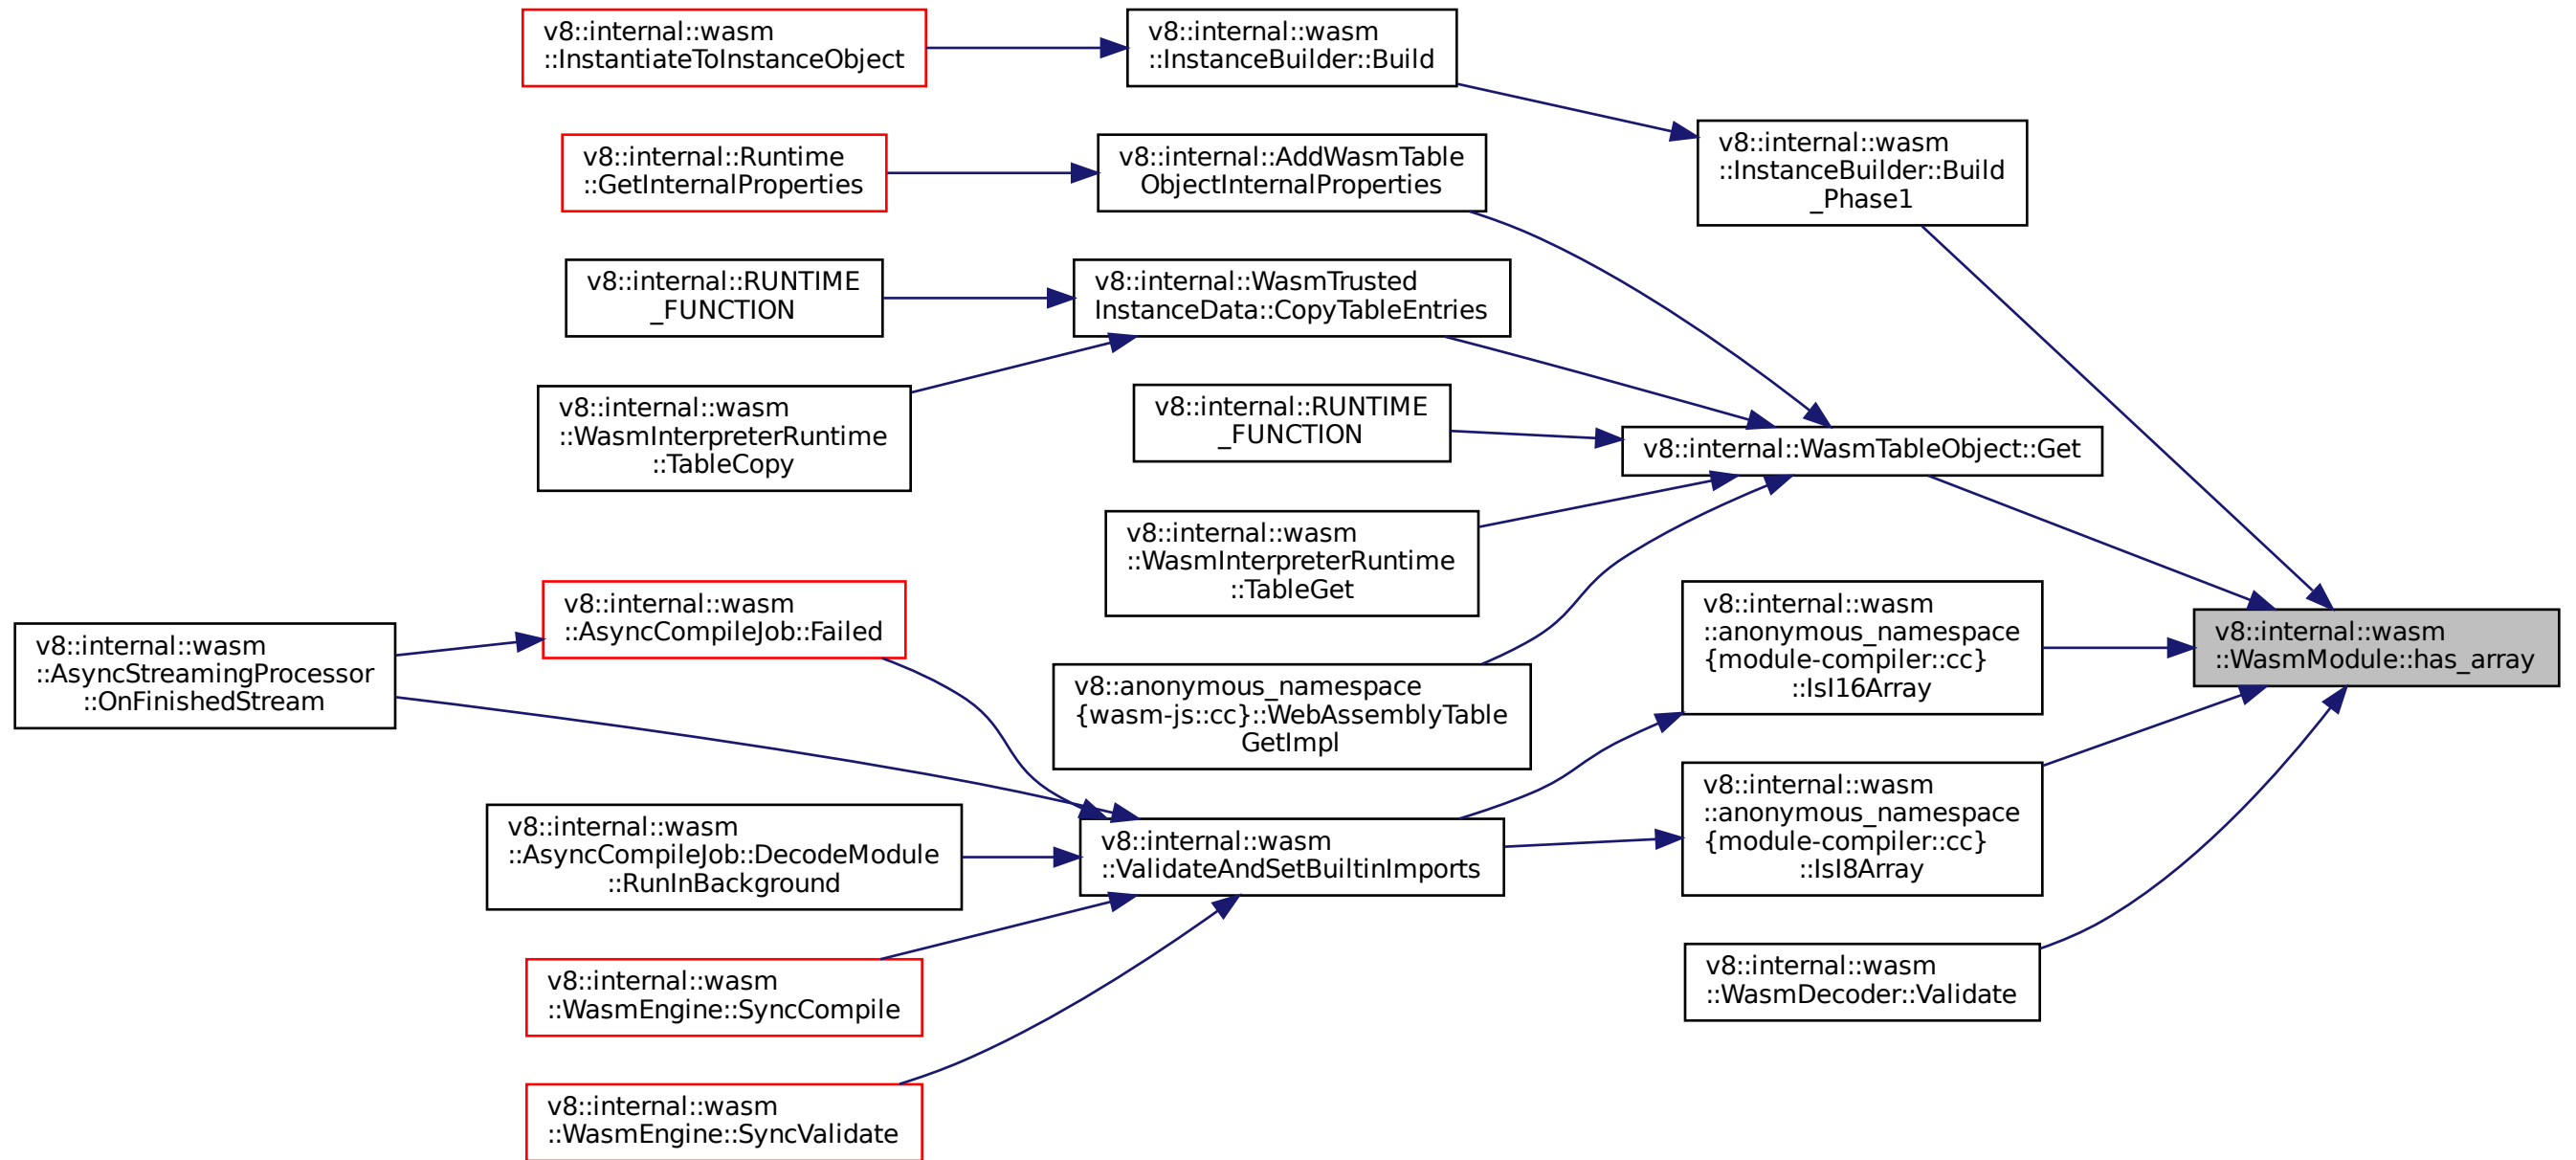 v8::internal::wasm
::InstantiateToInstanceObject
v8::internal::wasm
::InstanceBuilder::Build
v8::internal::wasm
::InstanceBuilder::Build
_Phase1
v8::internal::Runtime
::GetInternalProperties
v8::internal::AddWasmTable
ObjectInternalProperties
v8::internal::RUNTIME
_FUNCTION
v8::internal::WasmTrusted
InstanceData::CopyTableEntries
v8::internal::wasm
::WasmInterpreterRuntime
::TableCopy
v8::internal::RUNTIME
_FUNCTION
v8::internal::WasmTableObject::Get
v8::internal::wasm
::WasmInterpreterRuntime
::TableGet
v8::internal::wasm
::AsyncStreamingProcessor
::OnFinishedStream
v8::internal::wasm
::AsyncCompileJob::Failed
v8::anonymous_namespace
{wasm-js::cc}::WebAssemblyTable
GetImpl
v8::internal::wasm
::anonymous_namespace
{module-compiler::cc}
::IsI16Array
v8::internal::wasm
::WasmModule::has_array
v8::internal::wasm
::AsyncCompileJob::DecodeModule
::RunInBackground
v8::internal::wasm
::ValidateAndSetBuiltinImports
v8::internal::wasm
::anonymous_namespace
{module-compiler::cc}
::IsI8Array
v8::internal::wasm
::WasmEngine::SyncCompile
v8::internal::wasm
::WasmDecoder::Validate
v8::internal::wasm
::WasmEngine::SyncValidate